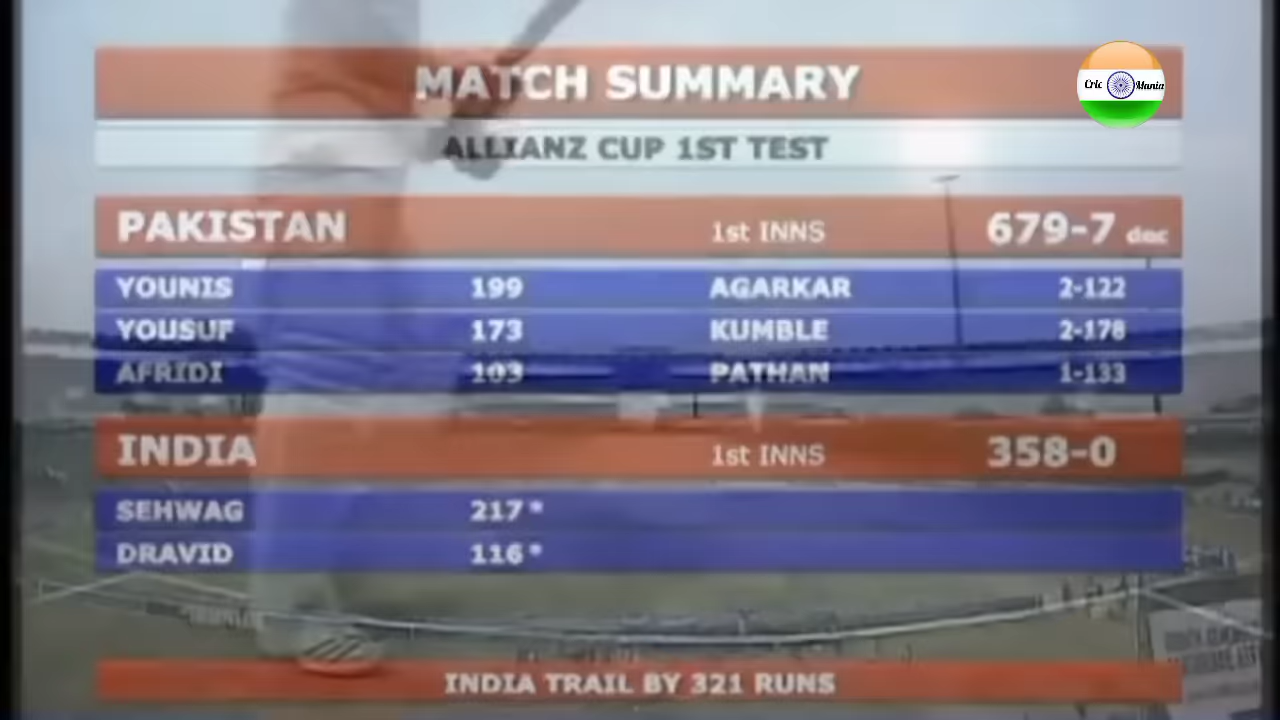 MATCH SUMMARY
Cric Mania
ALLIANZ CUP 1ST TEST
PAKISTAN 1st INNS 679-7 dec
YOUNIS 199 AGARKAR 2-122
YOUSUF 173 KUMBLE 2-178
AFRIDI 103 PATHAN 1-133
INDIA 1st INNS 358-0
SEHWAG 217*
DRAVID 116*
INDIA TRAIL BY 321 RUNS